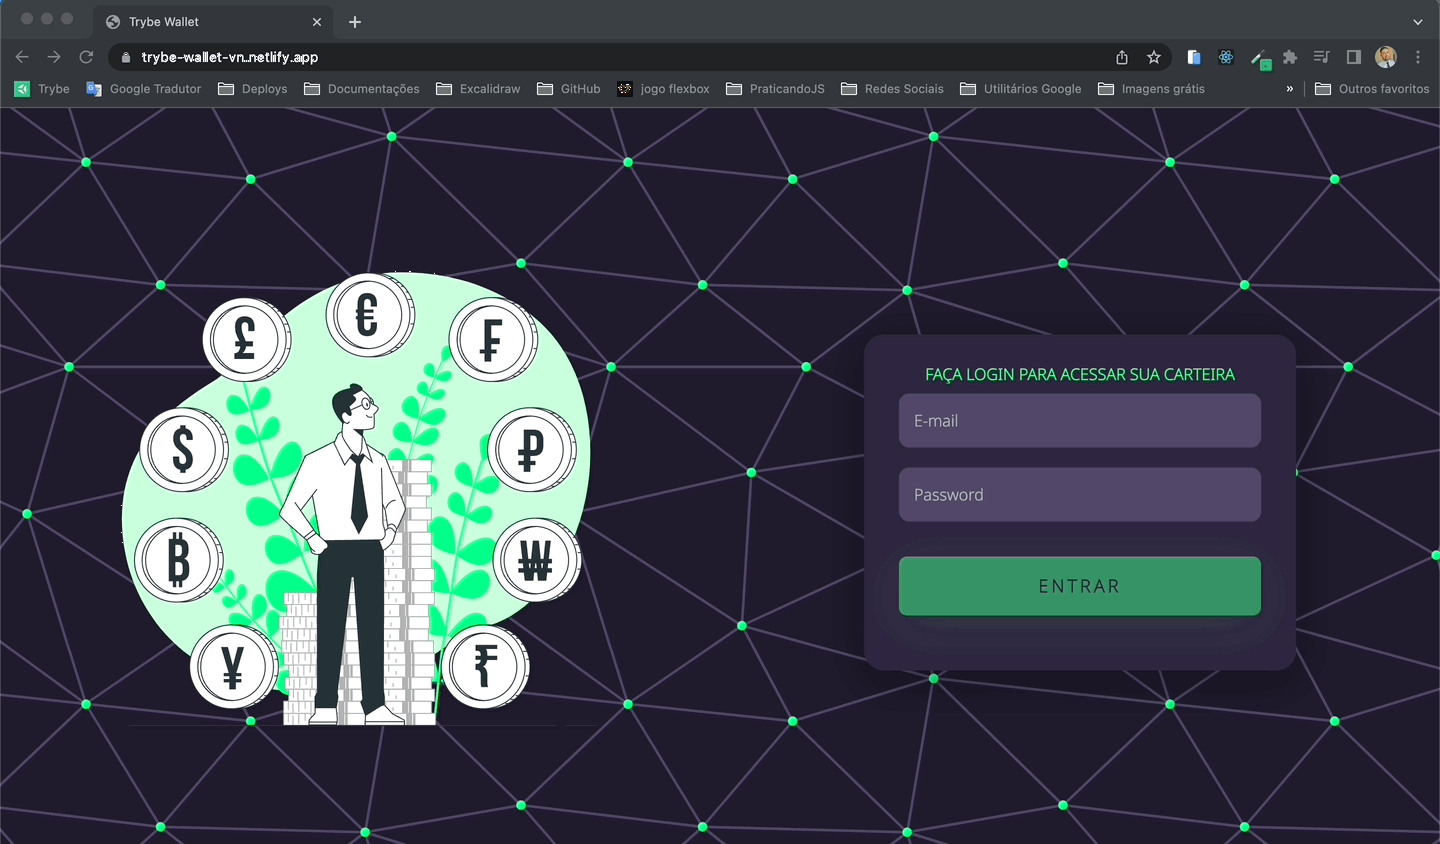 Trybe Wallet
trybe-wallet-vn.netlify.app
Trybe Google Tradutor Deploys Documentações Excalidraw GitHub jogo flexbox PraticandoJS Redes Sociais Utilitários Google Imagens grátis » Outros favoritos
€
£
₣
$
₽
₿
₩
¥
₹
FAÇA LOGIN PARA ACESSAR SUA CARTEIRA
E-mail
Password
ENTRAR